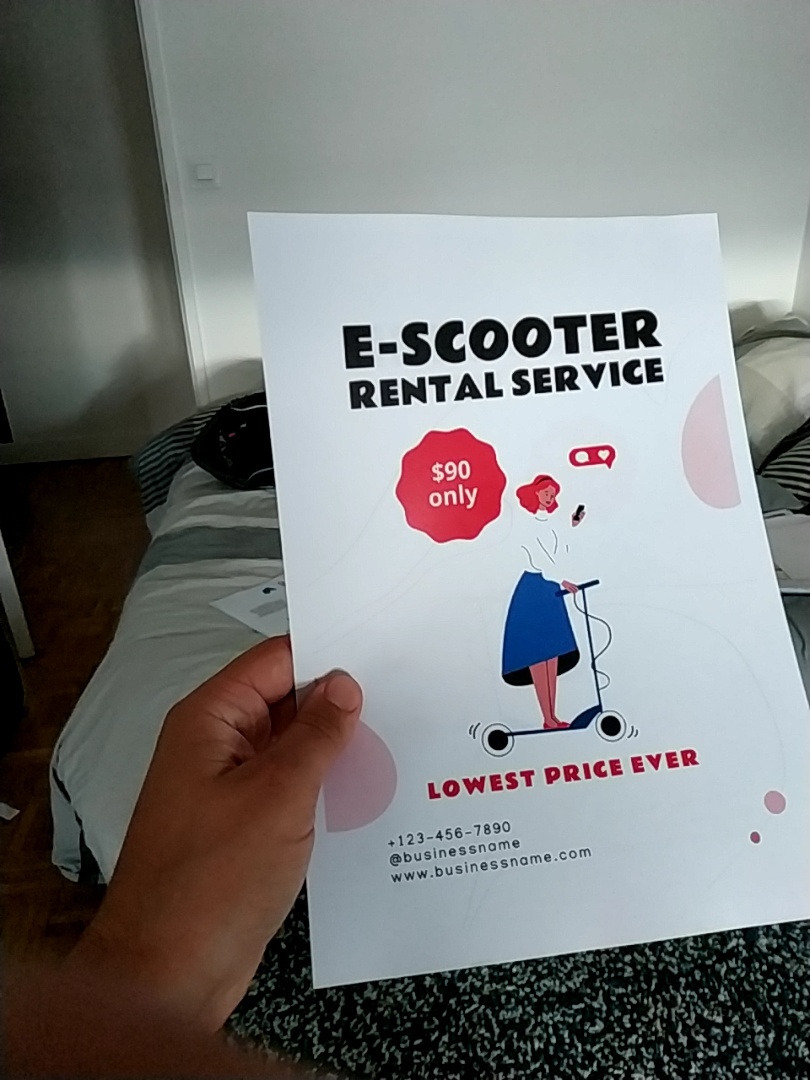 E-SCOOTER
RENTAL SERVICE
$90
only
LOWEST PRICE EVER
+123-456-7890
@businessname
www.businessname.com